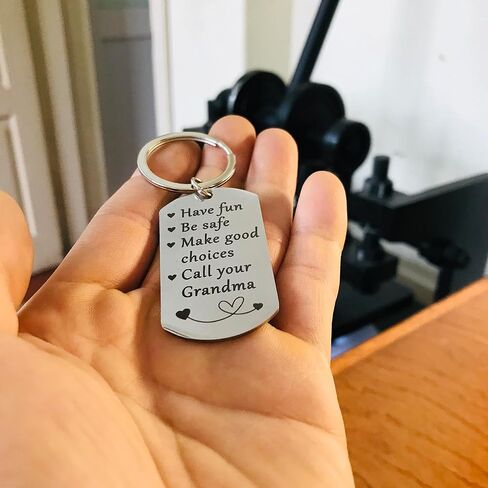 Have fun
Be safe
Make good
choices
Call your
Grandma